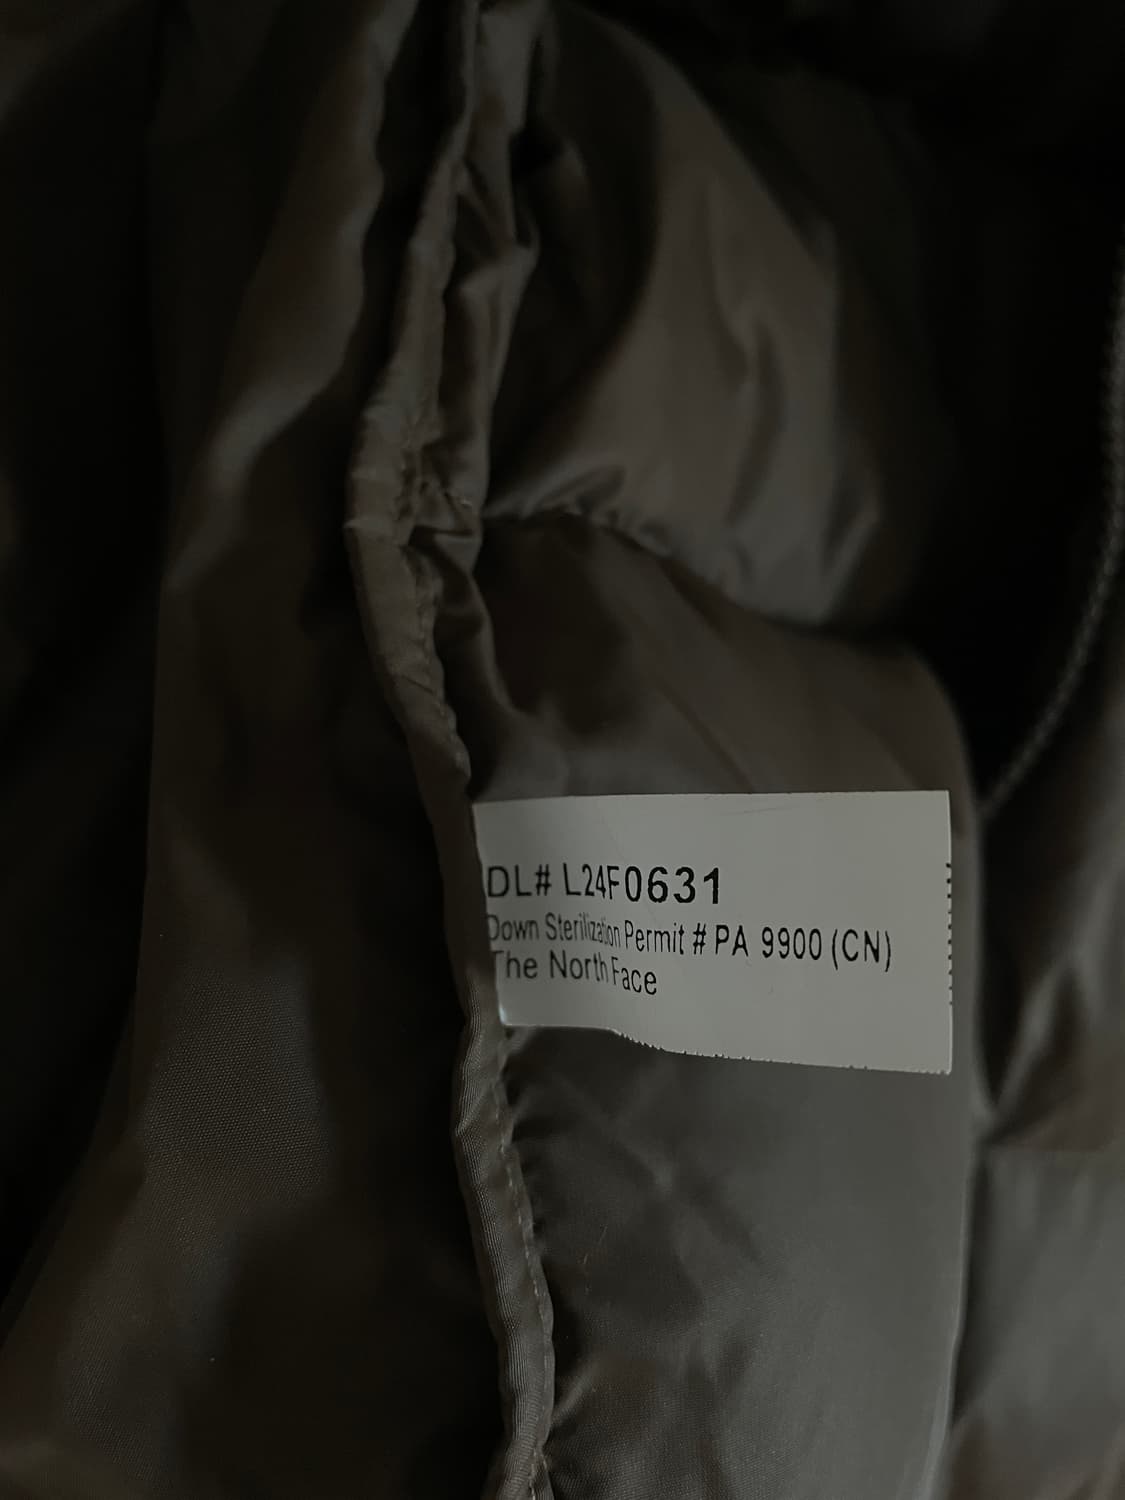 DL# L24F0631
Down Sterilization Permit # PA 9900 (CN)
The North Face